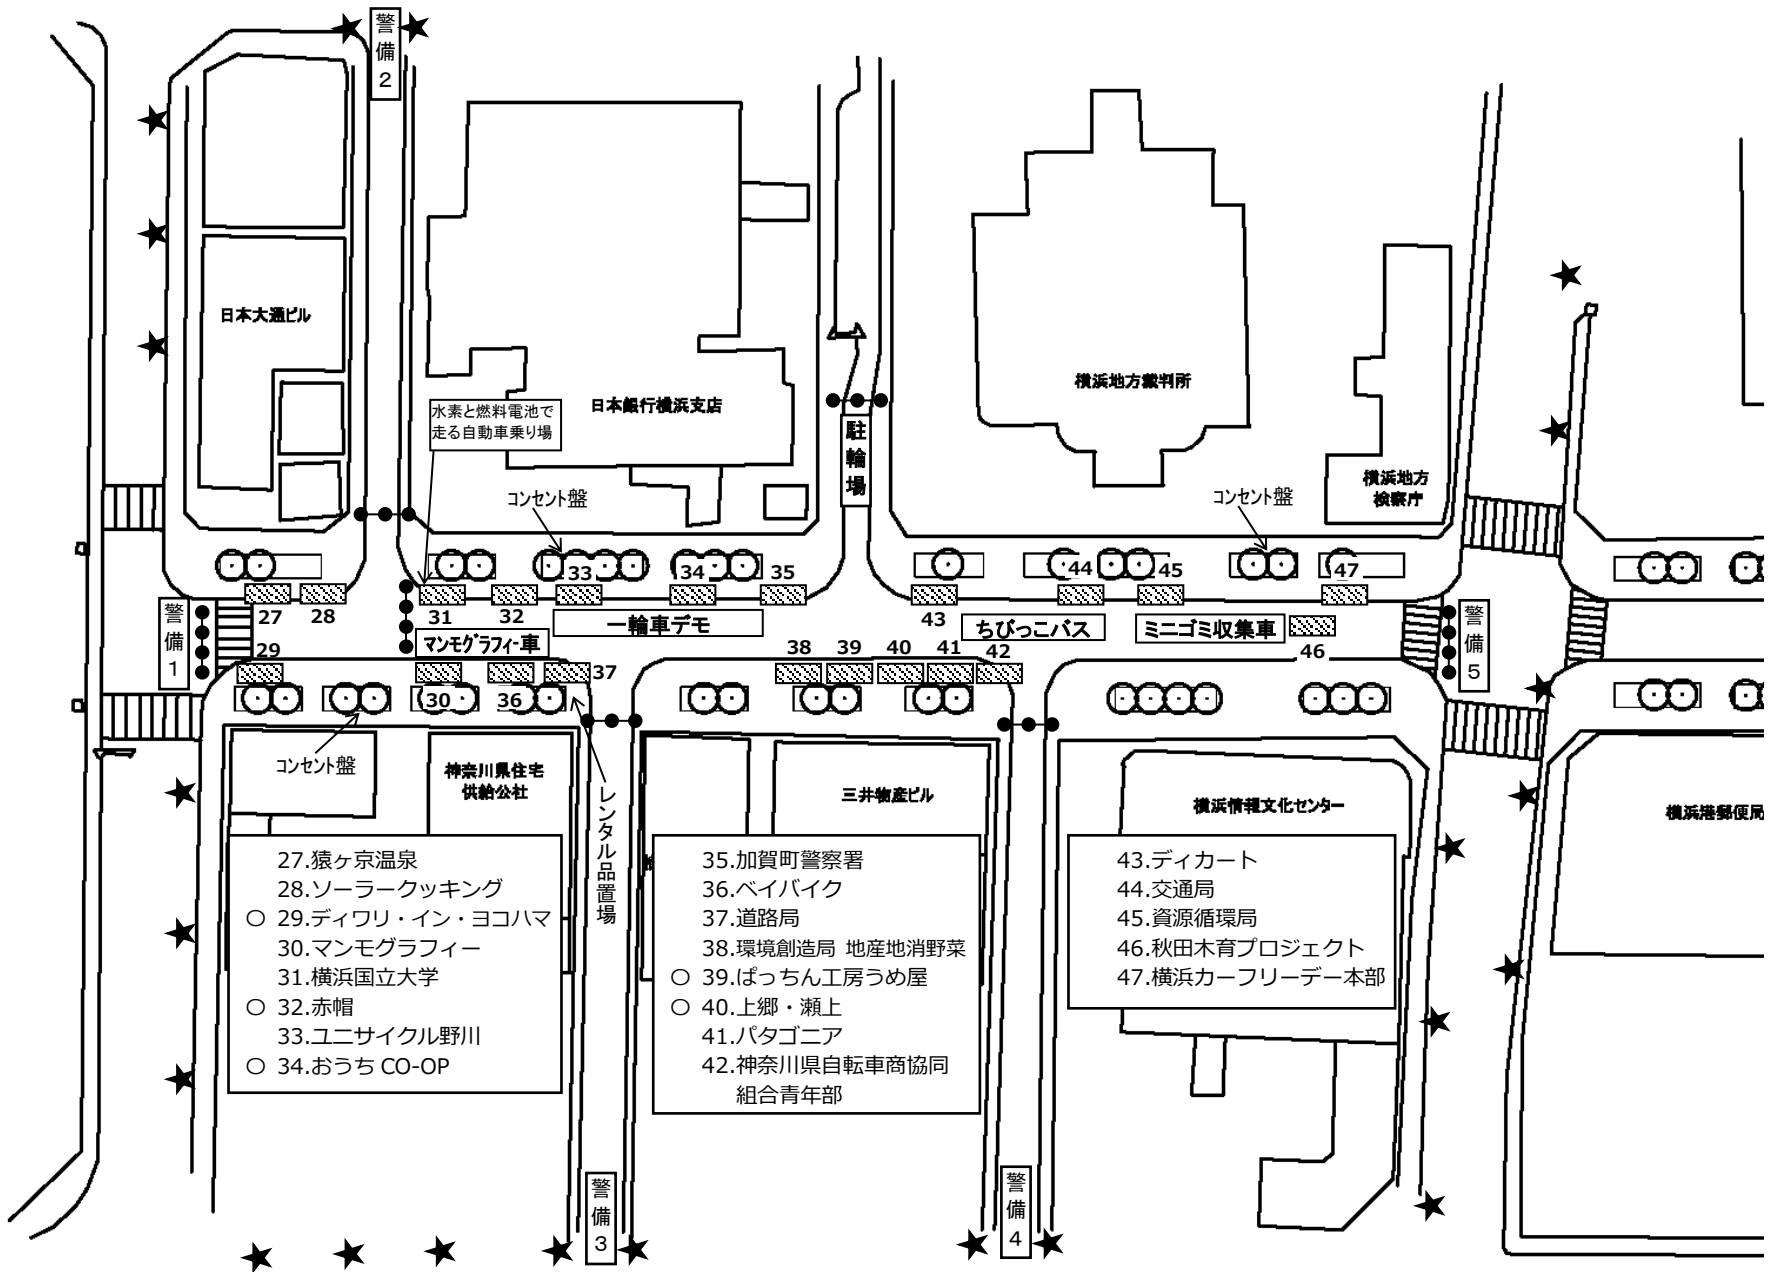 警備2
日本大通ビル
水素と燃料電池で
走る自動車乗り場
日本銀行横浜支店
駐輪場
横浜地方裁判所
横浜地方
検察庁
コンセント盤
コンセント盤
33
34
35
44
45
47
警備1
27
28
31
32
一輪車デモ
43
ちびっこバス
ミニゴミ収集車
警備5
マンモグラフィー車
29
37
38
39
40
41
42
46
30
36
コンセント盤
神奈川県住宅
供給公社
レンタル品置場
三井物産ビル
横浜情報文化センター
横浜港郵便局
27.猿ヶ京温泉
28.ソーラークッキング
○ 29.ディワリ・イン・ヨコハマ
30.マンモグラフィー
31.横浜国立大学
○ 32.赤帽
33.ユニサイクル野川
○ 34.おうち CO-OP
35.加賀町警察署
36.ベイバイク
37.道路局
38.環境創造局 地産地消野菜
○ 39.ぱっちん工房うめ屋
○ 40.上郷・瀬上
41.パタゴニア
42.神奈川県自転車商協同
組合青年部
43.ディカート
44.交通局
45.資源循環局
46.秋田木育プロジェクト
47.横浜カーフリーデー本部
警備3
警備4